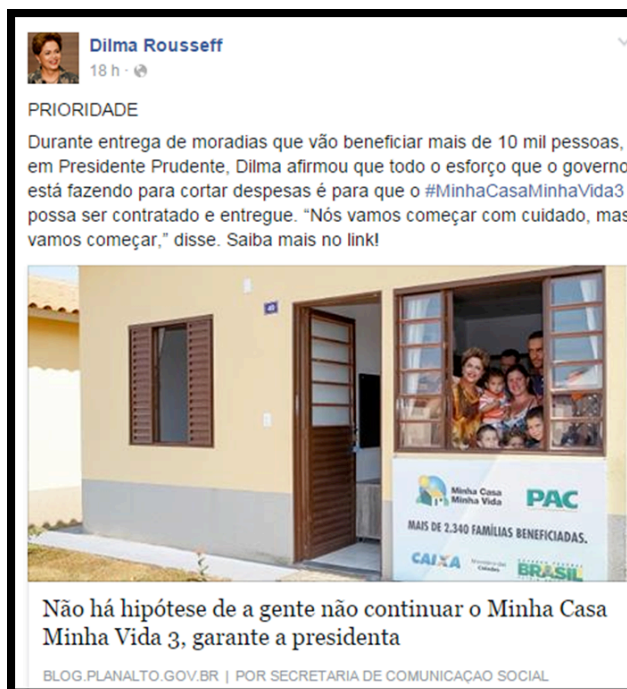 Dilma Rousseff
18 h ·
PRIORIDADE
Durante entrega de moradias que vão beneficiar mais de 10 mil pessoas,
em Presidente Prudente, Dilma afirmou que todo o esforço que o governo
está fazendo para cortar despesas é para que o #MinhaCasaMinhaVida3
possa ser contratado e entregue. “Nós vamos começar com cuidado, mas
vamos começar,” disse. Saiba mais no link!
Minha Casa
Minha Vida
PAC
MAIS DE 2.340 FAMÍLIAS BENEFICIADAS.
CAIXA
Cidades
BRASIL
Não há hipótese de a gente não continuar o Minha Casa
Minha Vida 3, garante a presidenta
BLOG.PLANALTO.GOV.BR | POR SECRETARIA DE COMUNICAÇAO SOCIAL